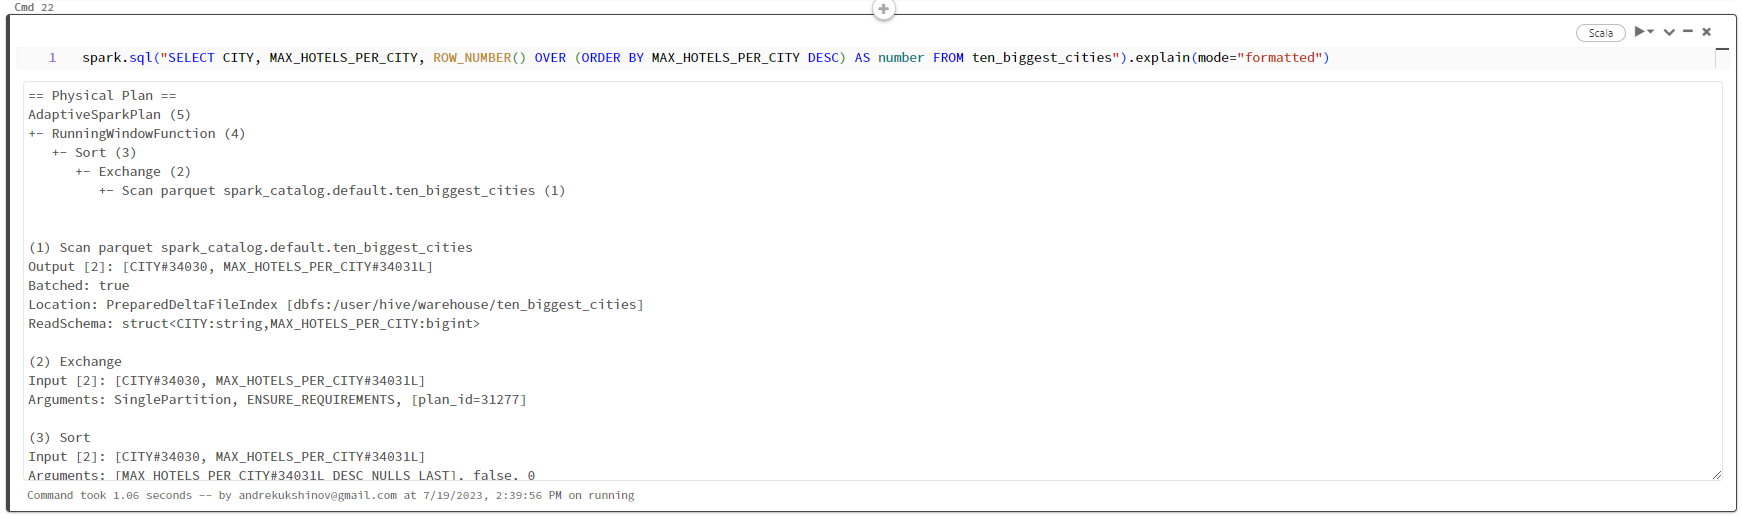 Cmd 22
Scala
1 spark.sql("SELECT CITY, MAX_HOTELS_PER_CITY, ROW_NUMBER() OVER (ORDER BY MAX_HOTELS_PER_CITY DESC) AS number FROM ten_biggest_cities").explain(mode="formatted")
== Physical Plan ==
AdaptiveSparkPlan (5)
+- RunningWindowFunction (4)
   +- Sort (3)
      +- Exchange (2)
         +- Scan parquet spark_catalog.default.ten_biggest_cities (1)
(1) Scan parquet spark_catalog.default.ten_biggest_cities
Output [2]: [CITY#34030, MAX_HOTELS_PER_CITY#34031L]
Batched: true
Location: PreparedDeltaFileIndex [dbfs:/user/hive/warehouse/ten_biggest_cities]
ReadSchema: struct<CITY:string,MAX_HOTELS_PER_CITY:bigint>
(2) Exchange
Input [2]: [CITY#34030, MAX_HOTELS_PER_CITY#34031L]
Arguments: SinglePartition, ENSURE_REQUIREMENTS, [plan_id=31277]
(3) Sort
Input [2]: [CITY#34030, MAX_HOTELS_PER_CITY#34031L]
Arguments: [MAX_HOTELS_PER_CITY#34031L DESC NULLS LAST], false, 0
Command took 1.06 seconds -- by andrekukshinov@gmail.com at 7/19/2023, 2:39:56 PM on running